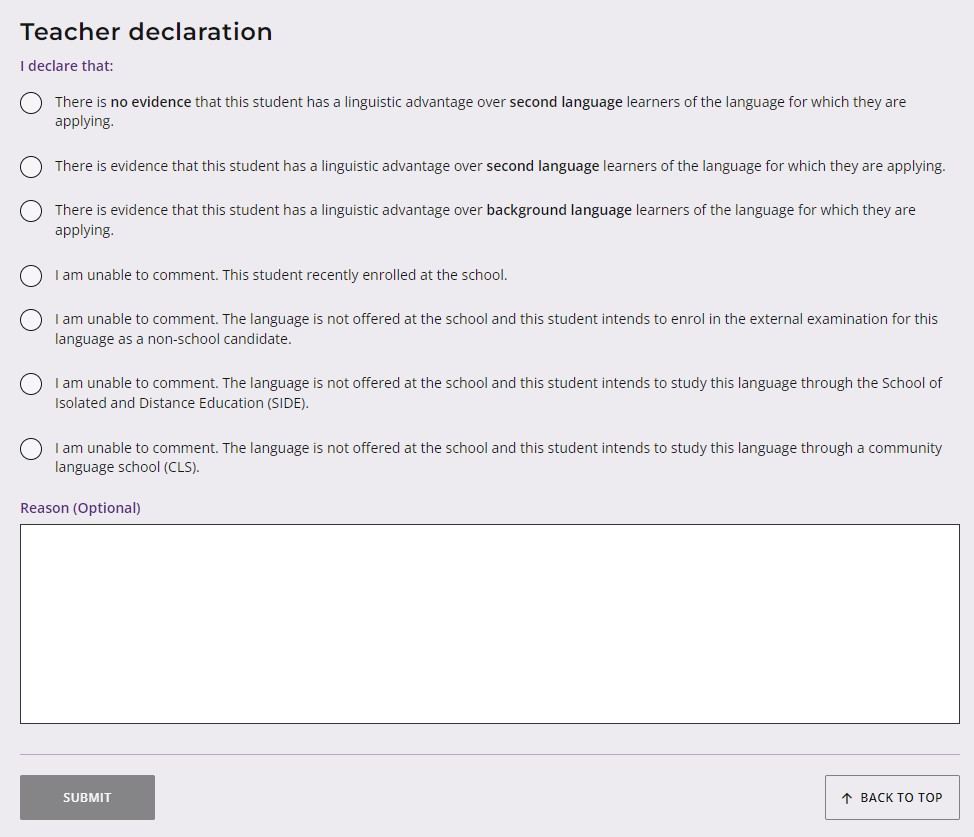 Teacher declaration
I declare that:
There is no evidence that this student has a linguistic advantage over second language learners of the language for which they are
applying.
There is evidence that this student has a linguistic advantage over second language learners of the language for which they are applying.
There is evidence that this student has a linguistic advantage over background language learners of the language for which they are
applying.
I am unable to comment. This student recently enrolled at the school.
I am unable to comment. The language is not offered at the school and this student intends to enrol in the external examination for this
language as a non-school candidate.
I am unable to comment. The language is not offered at the school and this student intends to study this language through the School of
Isolated and Distance Education (SIDE).
I am unable to comment. The language is not offered at the school and this student intends to study this language through a community
language school (CLS).
Reason (Optional)
SUBMIT
BACK TO TOP